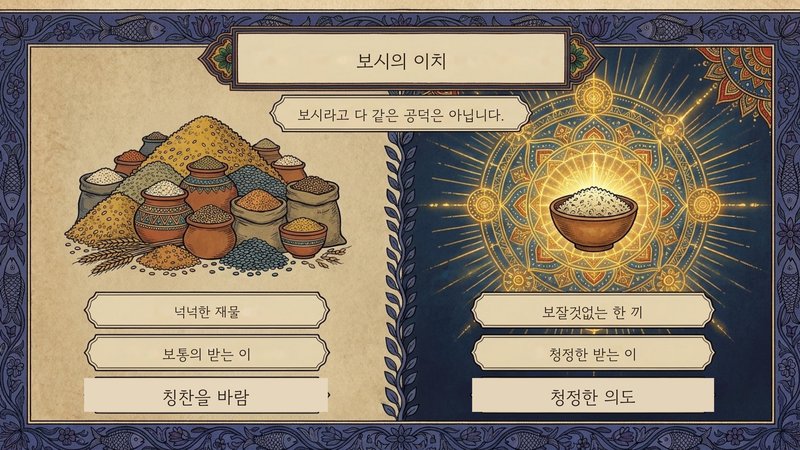 보시의 이치
보시라고 다 같은 공덕은 아닙니다.
넉넉한 재물
보통의 받는 이
칭찬을 바람
보잘것없는 한 끼
청정한 받는 이
청정한 의도